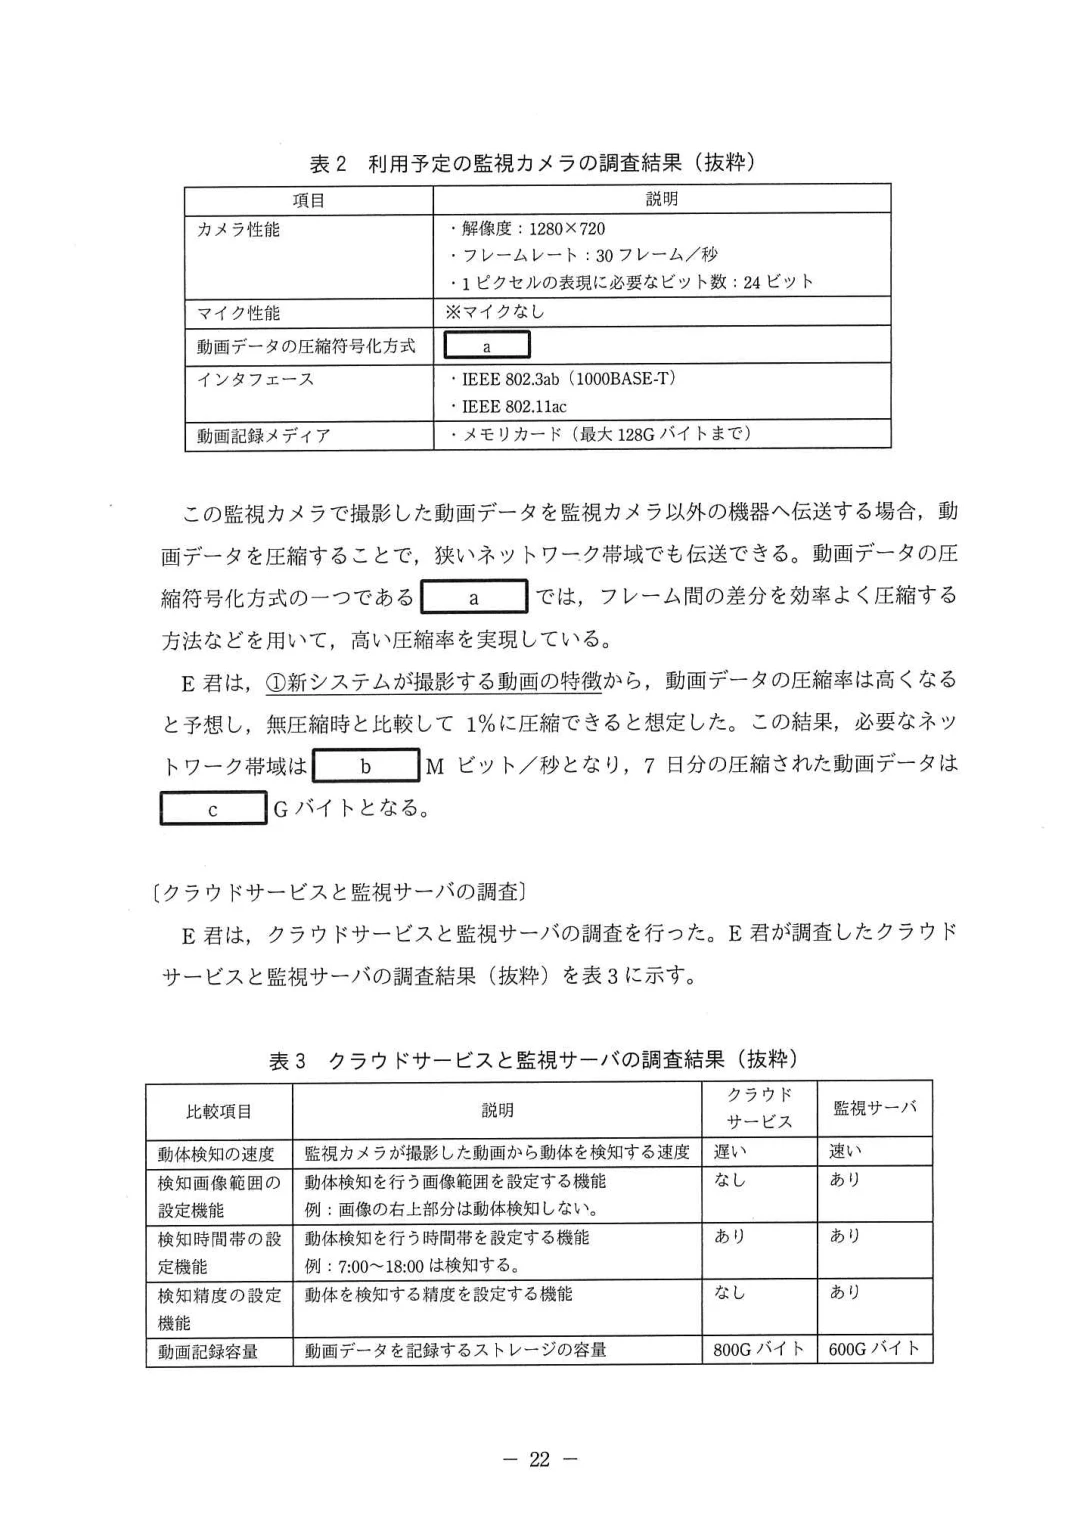 表2 利用予定の監視カメラの調査結果（抜粋）
項目 説明
カメラ性能 ・解像度：1280×720
・フレームレート：30 フレーム／秒
・1 ピクセルの表現に必要なビット数：24 ビット
マイク性能 ※マイクなし
動画データの圧縮符号化方式 a
インタフェース ・IEEE 802.3ab（1000BASE-T）
・IEEE 802.11ac
動画記録メディア ・メモリカード（最大 128G バイトまで）
この監視カメラで撮影した動画データを監視カメラ以外の機器へ伝送する場合，動
画データを圧縮することで，狭いネットワーク帯域でも伝送できる。動画データの圧
縮符号化方式の一つである a では，フレーム間の差分を効率よく圧縮する
方法などを用いて，高い圧縮率を実現している。
E 君は，①新システムが撮影する動画の特徴から，動画データの圧縮率は高くなる
と予想し，無圧縮時と比較して 1%に圧縮できると想定した。この結果，必要なネッ
トワーク帯域は b M ビット／秒となり，7 日分の圧縮された動画データは
c G バイトとなる。
〔クラウドサービスと監視サーバの調査〕
E 君は，クラウドサービスと監視サーバの調査を行った。E 君が調査したクラウド
サービスと監視サーバの調査結果（抜粋）を表 3 に示す。
表3 クラウドサービスと監視サーバの調査結果（抜粋）
比較項目 説明 クラウド
サービス 監視サーバ
動体検知の速度 監視カメラが撮影した動画から動体を検知する速度 遅い 速い
検知画像範囲の 動体検知を行う画像範囲を設定する機能 なし あり
設定機能 例：画像の右上部分は動体検知しない。
検知時間帯の設 動体検知を行う時間帯を設定する機能 あり あり
定機能 例：7:00～18:00 は検知する。
検知精度の設定 動体を検知する精度を設定する機能 なし あり
機能
動画記録容量 動画データを記録するストレージの容量 800G バイト 600G バイト
－ 22 －